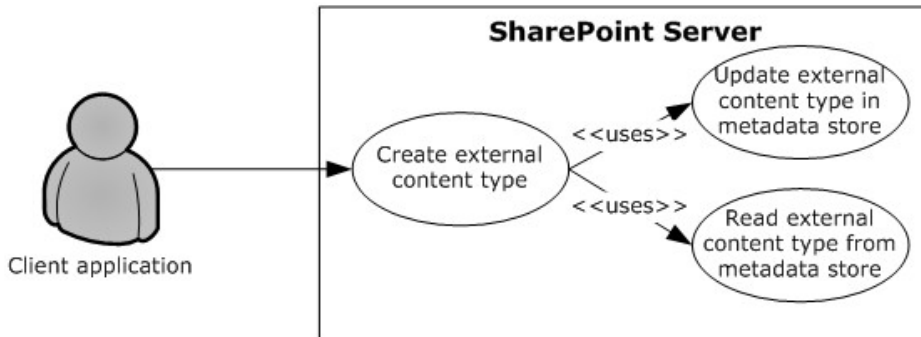 SharePoint Server
Update external
content type in
metadata store
<<uses>>
Create external
content type
<<uses>>
Read external
content type from
metadata store
Client application